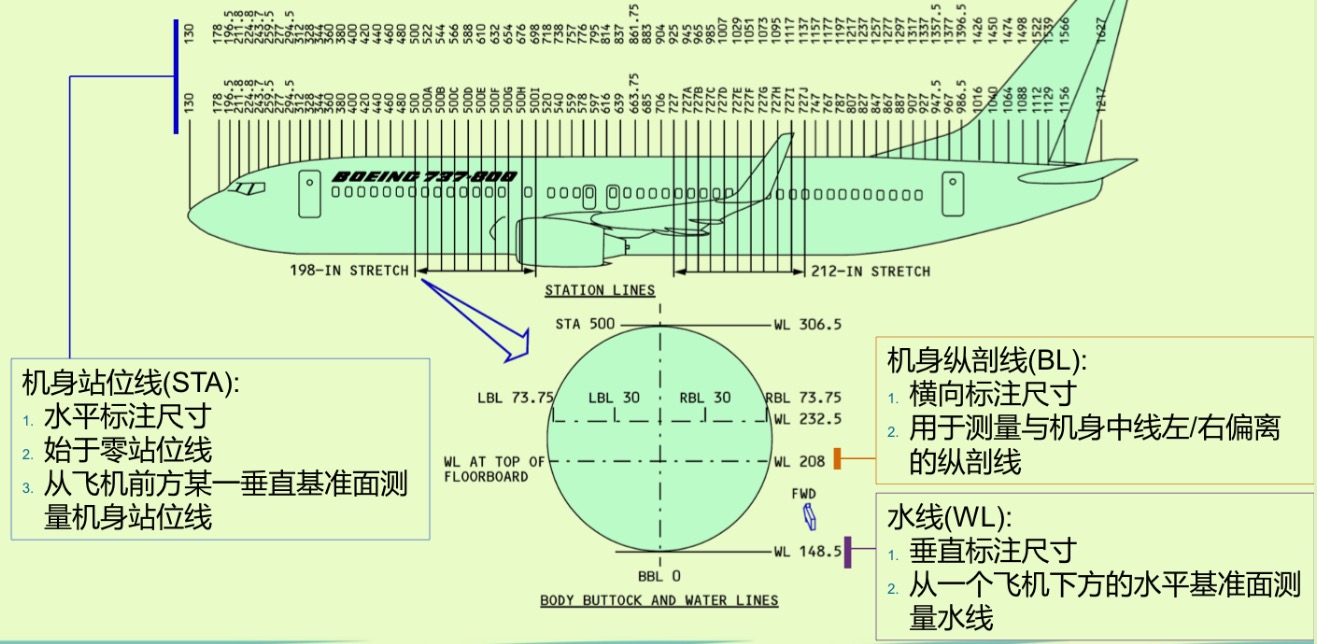 130 178 196.5 211.8 224.8 243.7 259.5 277 294.5 312 328 344 360 380 400 420 440 460 480 500 522 544 566 588 610 632 654 676 698 718 738 757 776 795 814 837 861.75 883 904 925 945 965 985 1007 1029 1051 1073 1095 1117 1137 1157 1177 1197 1217 1237 1257 1277 1297 1317 1337 1357.5 1377 1396.5 1426 1450 1474 1498 1522 1539 1566 1627
130 178 196.5 211.8 224.8 243.7 259.5 277 294.5 312 328 344 360 380 400 420 440 460 480 500 500A 500B 500C 500D 500E 500F 500G 500H 500I 520 540 559 578 597 616 639 663.75 685 706 727 727A 727B 727C 727D 727E 727F 727G 727H 727I 727J 747 767 787 807 827 847 867 887 907 927 947.5 967 986.5 1016 1040 1064 1088 1112 1129 1156 1217
BOEING 737-800
198-IN STRETCH
212-IN STRETCH
STATION LINES
STA 500
WL 306.5
LBL 73.75 LBL 30 RBL 30 RBL 73.75
WL 232.5
WL AT TOP OF
FLOORBOARD
WL 208
FWD
WL 148.5
BBL 0
BODY BUTTOCK AND WATER LINES
机身站位线(STA):
1. 水平标注尺寸
2. 始于零站位线
3. 从飞机前方某一垂直基准面测
量机身站位线
机身纵剖线(BL):
1. 横向标注尺寸
2. 用于测量与机身中线左/右偏离
的纵剖线
水线(WL):
1. 垂直标注尺寸
2. 从一个飞机下方的水平基准面测
量水线